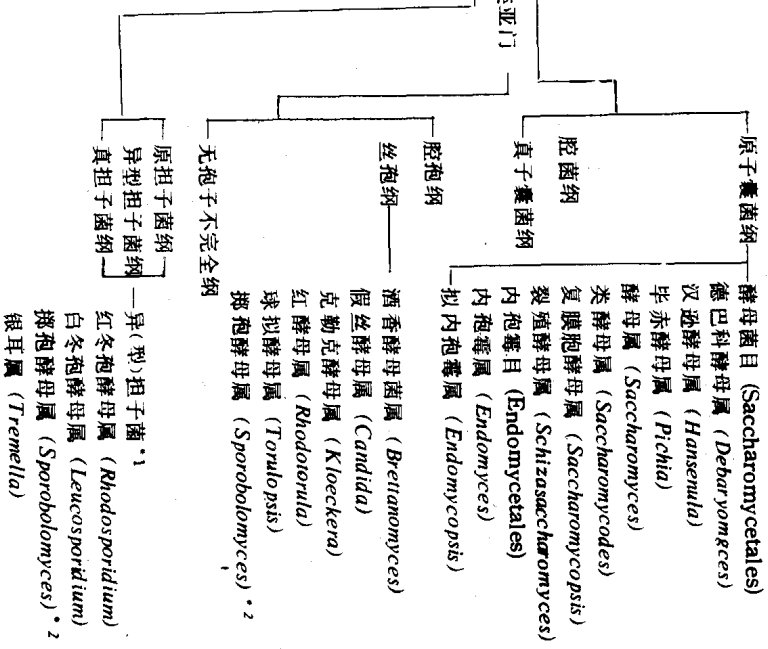 亚门
原子囊菌纲
腔菌纲
真子囊菌纲
酵母菌目 (Saccharomycetales)
德巴科酵母属 (Debaryomgces)
汉逊酵母属 (Hansenula)
毕赤酵母属 (Pichia)
酵母属 (Saccharomyces)
类酵母属 (Saccharomycodes)
复膜胞酵母属 (Saccharomycopsis)
裂殖酵母属 (Schizasaccharomyces)
内孢霉目 (Endomycetales)
内孢霉属 (Endomyces)
拟内孢霉属 (Endomycopsis)
腔孢纲
丝孢纲
无孢子不完全纲
酒香酵母菌属 (Brettanomyces)
假丝酵母属 (Candida)
克勒克酵母属 (Kloeckera)
红酵母属 (Rhodotorula)
球拟酵母属 (Torulopsis)
掷孢酵母属 (Sporobolomyces)*2
原担子菌纲
异型担子菌纲
真担子菌纲
异(型)担子菌*1
红冬孢酵母属 (Rhodosporidium)
白冬孢酵母属 (Leucosporidium)
掷孢酵母属 (Sporobolomyces)*2
银耳属 (Tremella)